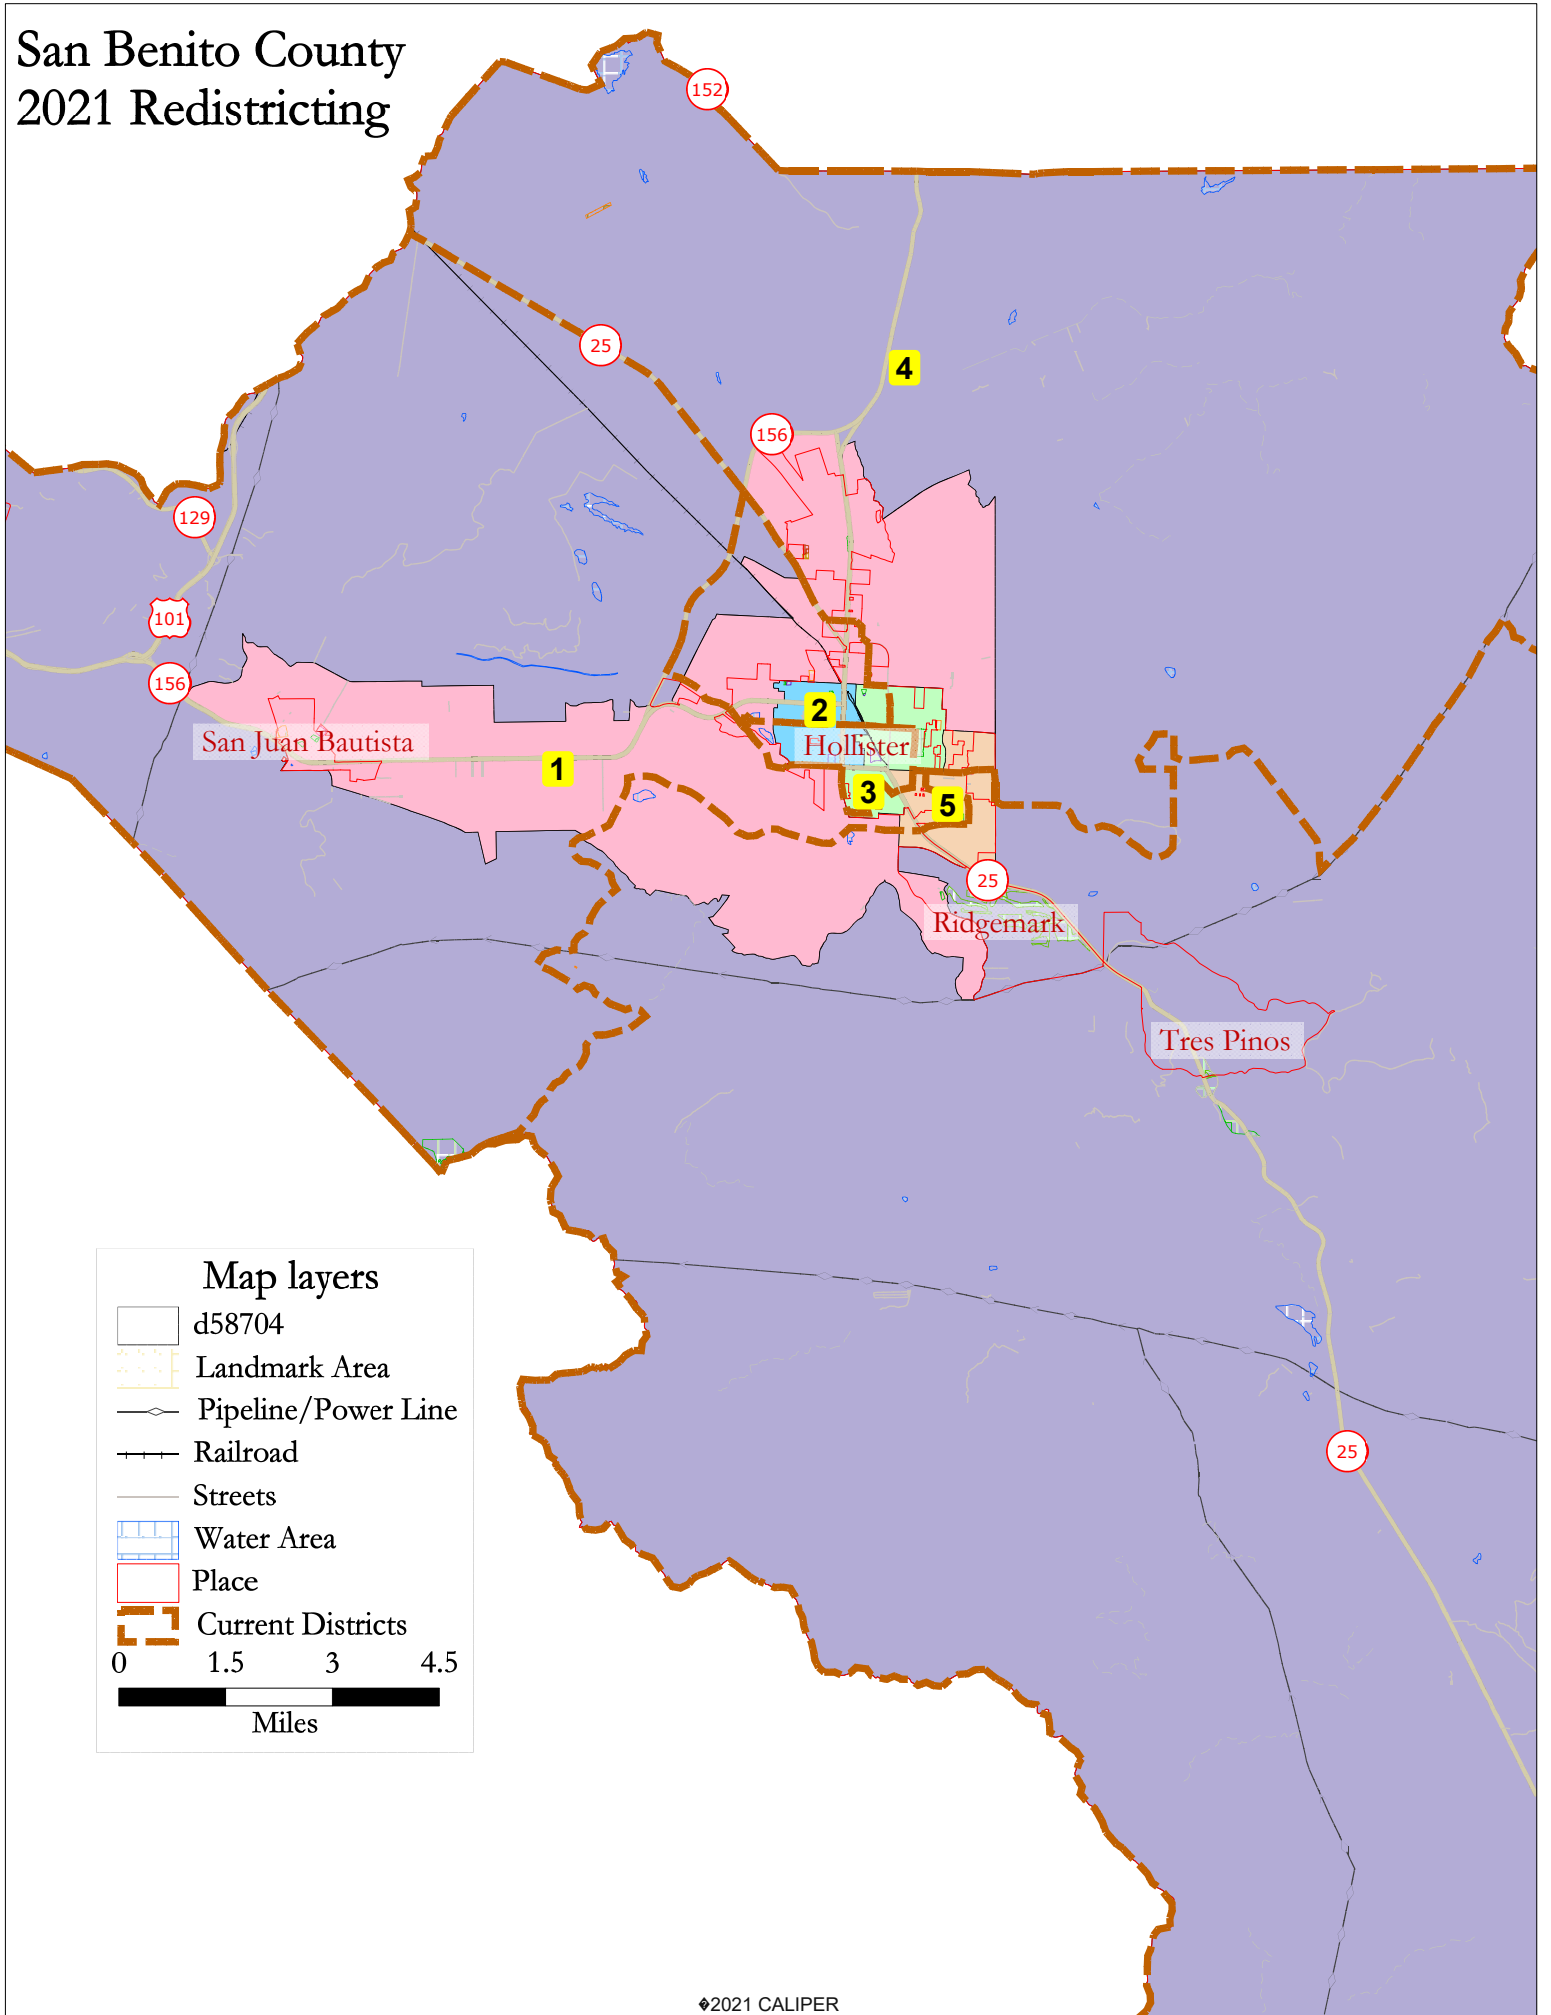 San Benito County
2021 Redistricting
152
25
4
156
129
101
156
2
San Juan Bautista
Hollister
1
3
5
25
Ridgemark
Tres Pinos
Map layers
d58704
Landmark Area
Pipeline/Power Line
Railroad
25
Streets
Water Area
Place
Current Districts
0 1.5 3 4.5
Miles
�2021 CALIPER